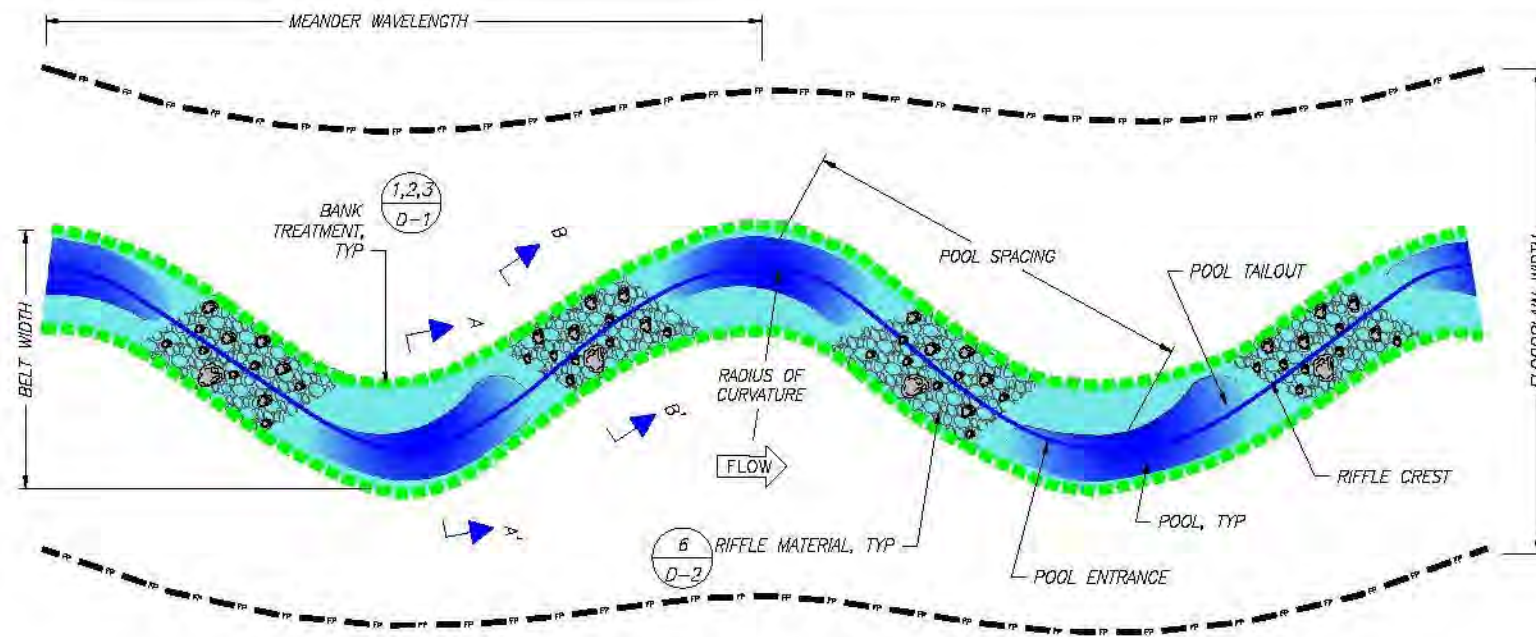 MEANDER WAVELENGTH
1,2,3
D-1
BANK
TREATMENT,
TYP
B
A
POOL SPACING
POOL TAILOUT
BELT WIDTH
RADIUS OF
CURVATURE
B'
FLOW
RIFFLE CREST
POOL, TYP
A'
6
D-2
RIFFLE MATERIAL, TYP
POOL ENTRANCE
FP